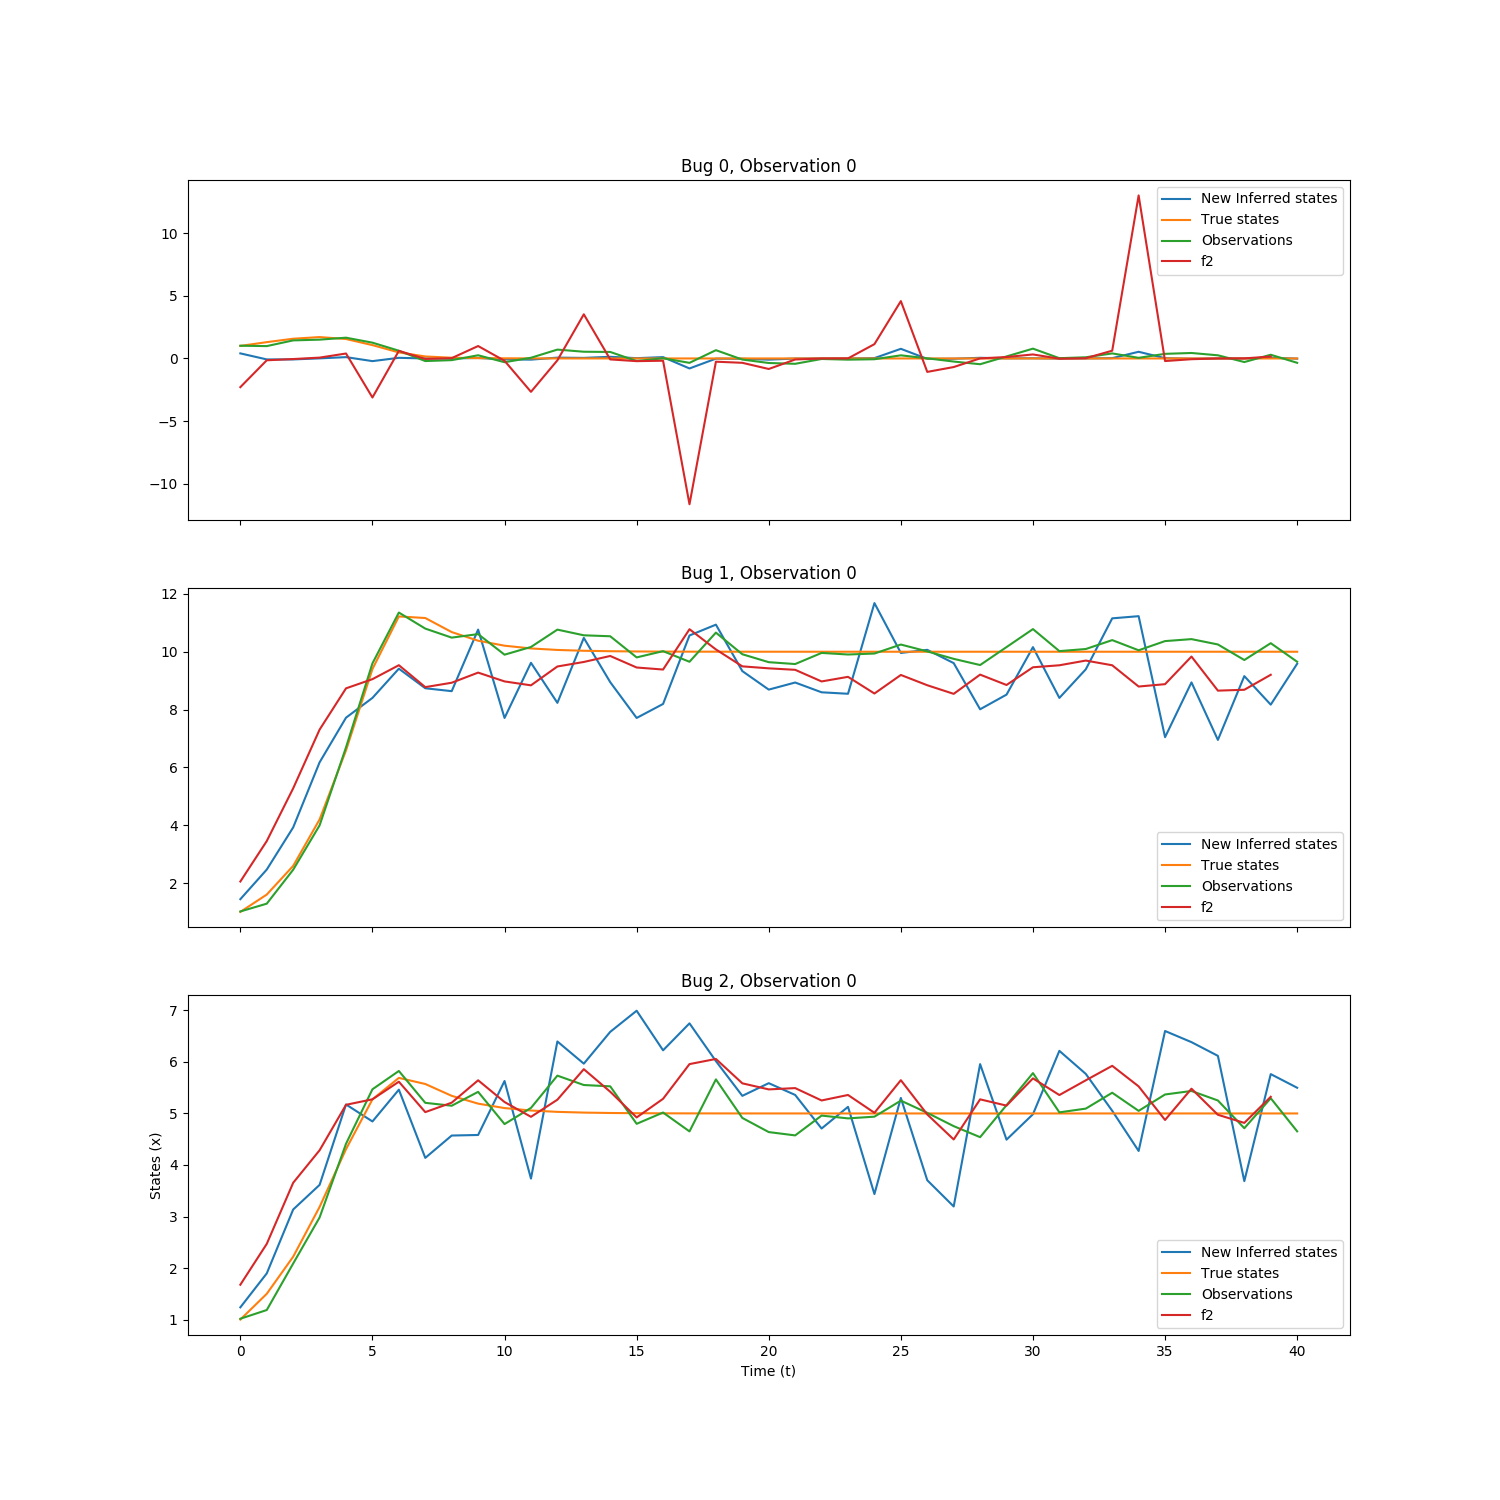 Bug 0, Observation 0
10
5
0
−5
−10
New Inferred states
True states
Observations
f2
Bug 1, Observation 0
12
10
8
6
4
2
New Inferred states
True states
Observations
f2
Bug 2, Observation 0
7
6
5
4
3
2
1
States (x)
New Inferred states
True states
Observations
f2
0 5 10 15 20 25 30 35 40
Time (t)